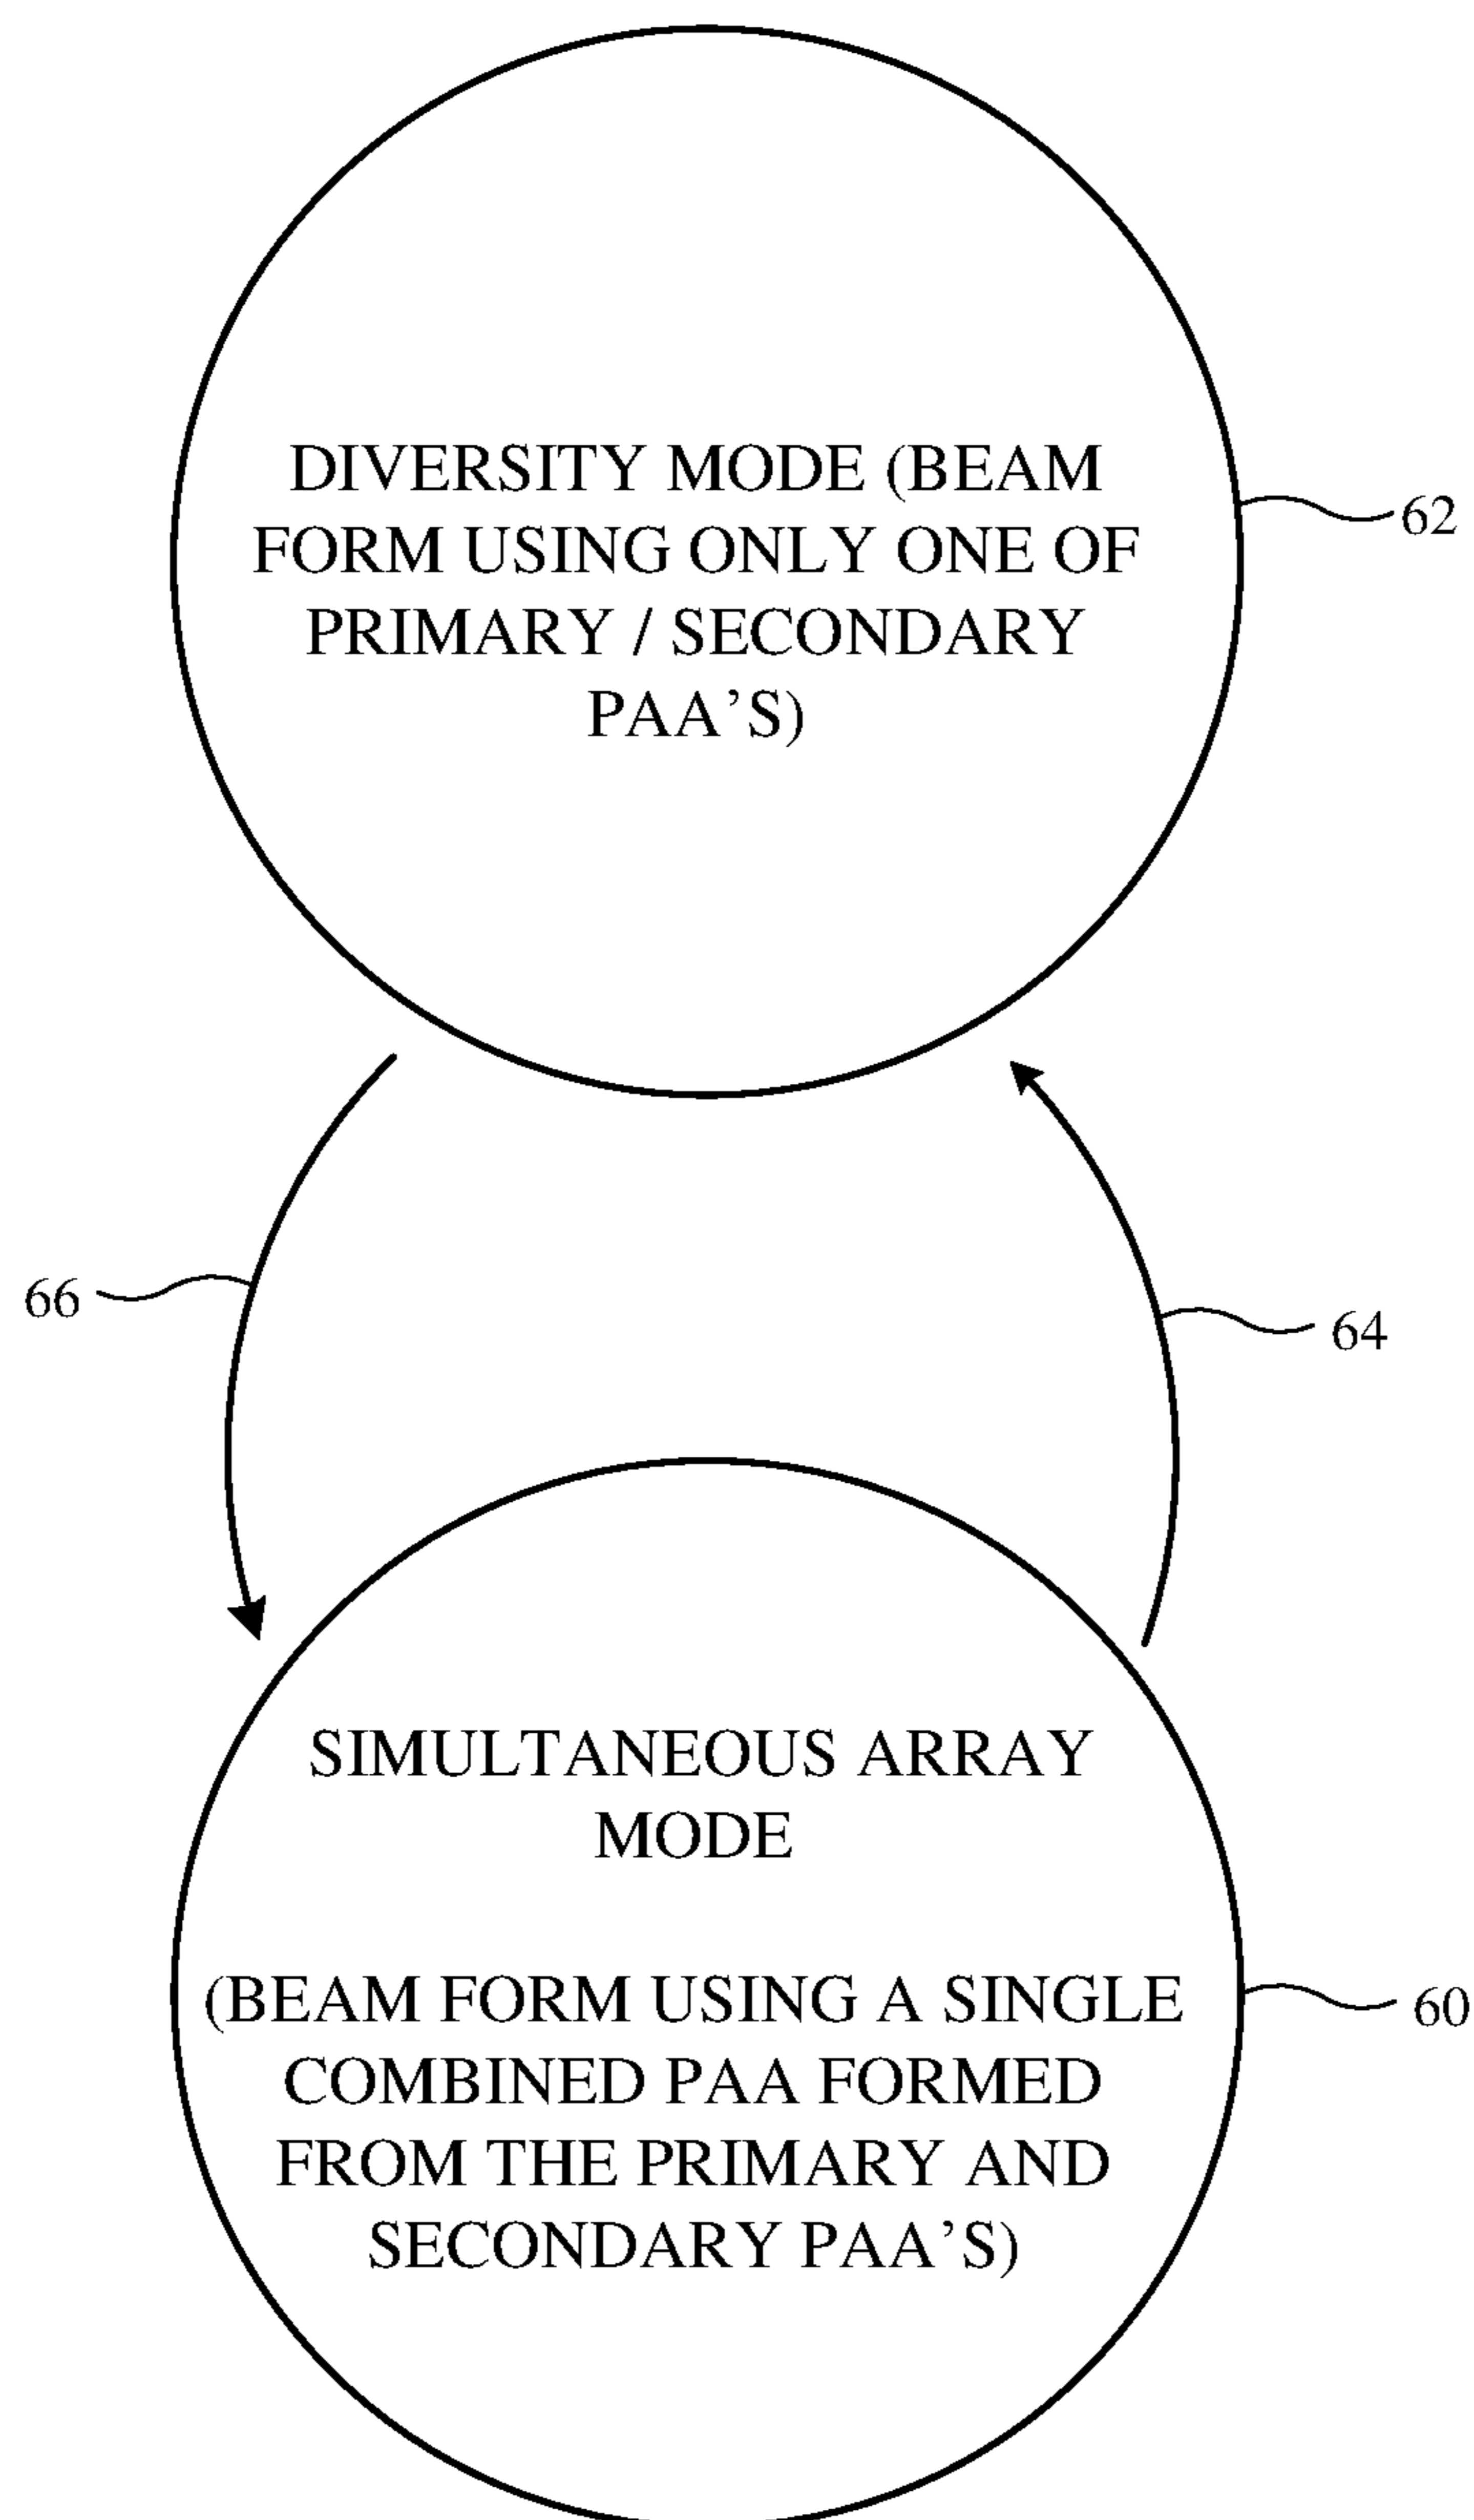 DIVERSITY MODE (BEAM
FORM USING ONLY ONE OF
PRIMARY / SECONDARY
PAA’S)
62
66
64
SIMULTANEOUS ARRAY
MODE
(BEAM FORM USING A SINGLE
COMBINED PAA FORMED
FROM THE PRIMARY AND
SECONDARY PAA’S)
60